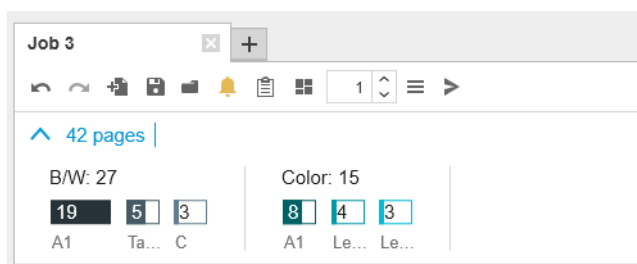 Job 3
1
42 pages
B/W: 27 Color: 15
19 5 3 8 4 3
A1 Ta... C A1 Le... Le...